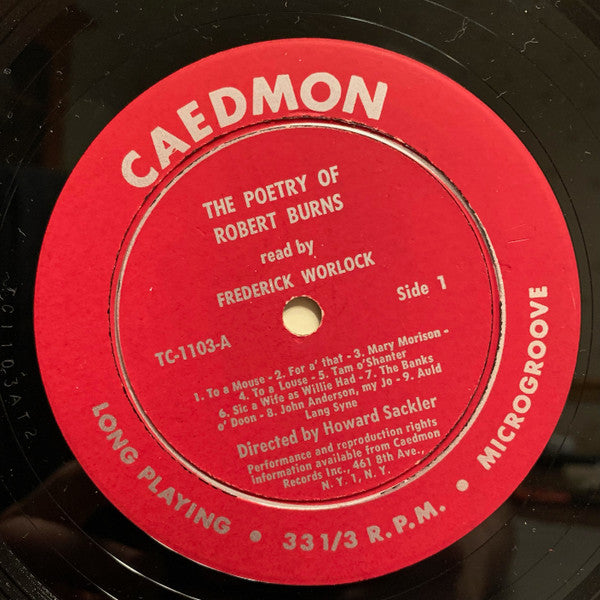 CAEDMON
THE POETRY OF
ROBERT BURNS
read by
FREDERICK WORLOCK
TC-1103-A
Side 1
1. To a Mouse - 2. For a' that - 3. Mary Morison -
4. To a Louse - 5. Tam o'Shanter
6. Sic a Wife as Willie Had - 7. The Banks
o' Doon - 8. John Anderson, my Jo - 9. Auld
Lang Syne
Directed by Howard Sackler
Performance and reproduction rights
information available from Caedmon
Records Inc., 461 8th Ave.,
N. Y. 1, N. Y.
LONG PLAYING • 33 1/3 R.P.M. • MICROGROOVE
TC1103AT2